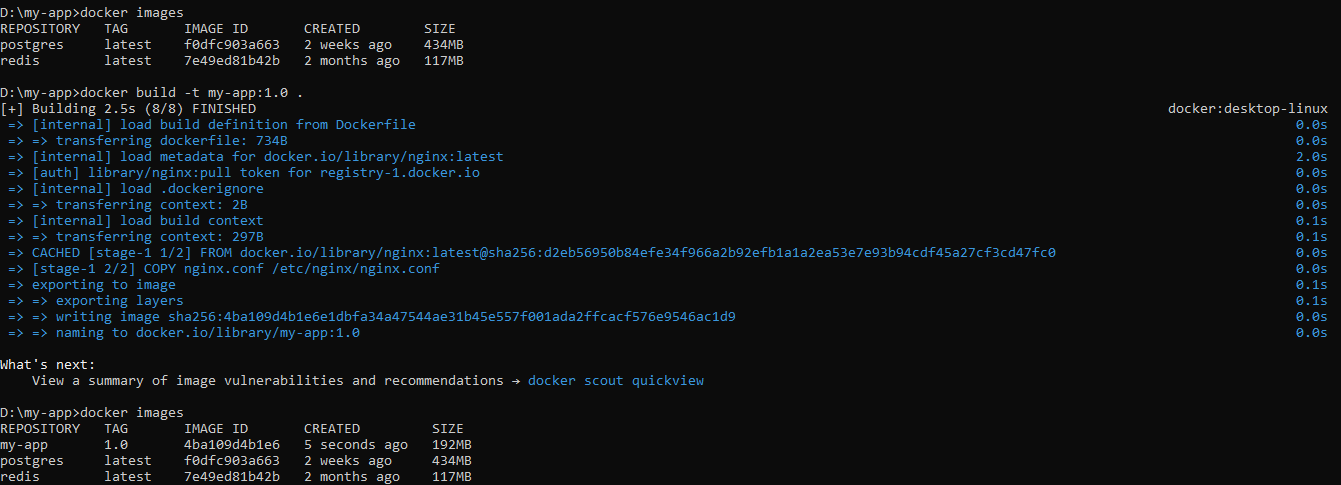 D:\my-app>docker images
REPOSITORY   TAG       IMAGE ID       CREATED        SIZE
postgres     latest    f0dfc903a663   2 weeks ago    434MB
redis        latest    7e49ed81b42b   2 months ago   117MB
D:\my-app>docker build -t my-app:1.0 .
[+] Building 2.5s (8/8) FINISHED docker:desktop-linux
=> [internal] load build definition from Dockerfile 0.0s
=> => transferring dockerfile: 734B 0.0s
=> [internal] load metadata for docker.io/library/nginx:latest 2.0s
=> [auth] library/nginx:pull token for registry-1.docker.io 0.0s
=> [internal] load .dockerignore 0.0s
=> => transferring context: 2B 0.0s
=> [internal] load build context 0.1s
=> => transferring context: 297B 0.1s
=> CACHED [stage-1 1/2] FROM docker.io/library/nginx:latest@sha256:d2eb56950b84efe34f966a2b92efb1a1a2ea53e7e93b94cdf45a27cf3cd47fc0 0.0s
=> [stage-1 2/2] COPY nginx.conf /etc/nginx/nginx.conf 0.0s
=> exporting to image 0.1s
=> => exporting layers 0.1s
=> => writing image sha256:4ba109d4b1e6e1dbfa34a47544ae31b45e557f001ada2ffcacf576e9546ac1d9 0.0s
=> => naming to docker.io/library/my-app:1.0 0.0s
What's next:
View a summary of image vulnerabilities and recommendations → docker scout quickview
D:\my-app>docker images
REPOSITORY   TAG       IMAGE ID       CREATED         SIZE
my-app       1.0       4ba109d4b1e6   5 seconds ago   192MB
postgres     latest    f0dfc903a663   2 weeks ago     434MB
redis        latest    7e49ed81b42b   2 months ago    117MB